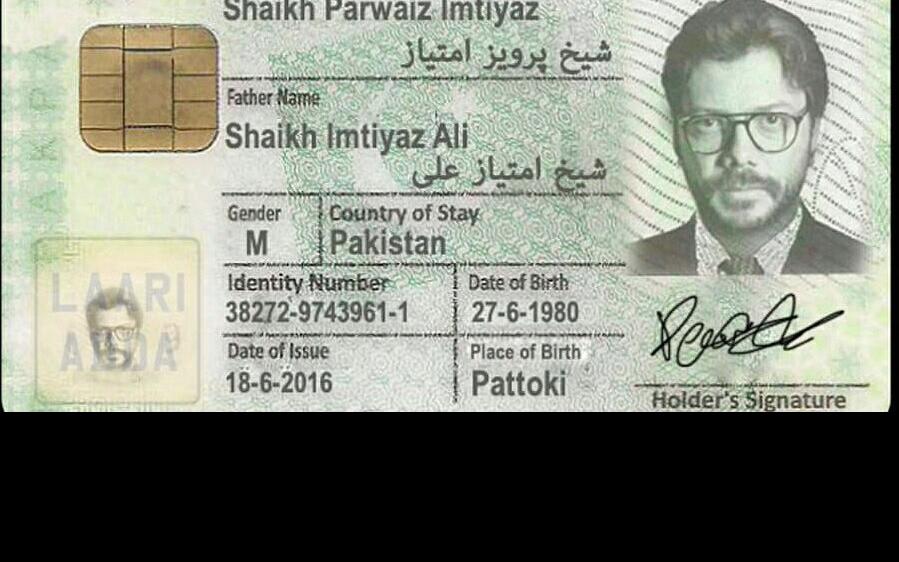 Shaikh Parwaiz Imtiyaz
شیخ پرویز امتیاز
Father Name
Shaikh Imtiyaz Ali
شیخ امتیاز علی
Gender
M
Country of Stay
Pakistan
Identity Number
38272-9743961-1
Date of Birth
27-6-1980
Date of Issue
18-6-2016
Place of Birth
Pattoki
LAARI
ADDA
Holder's Signature